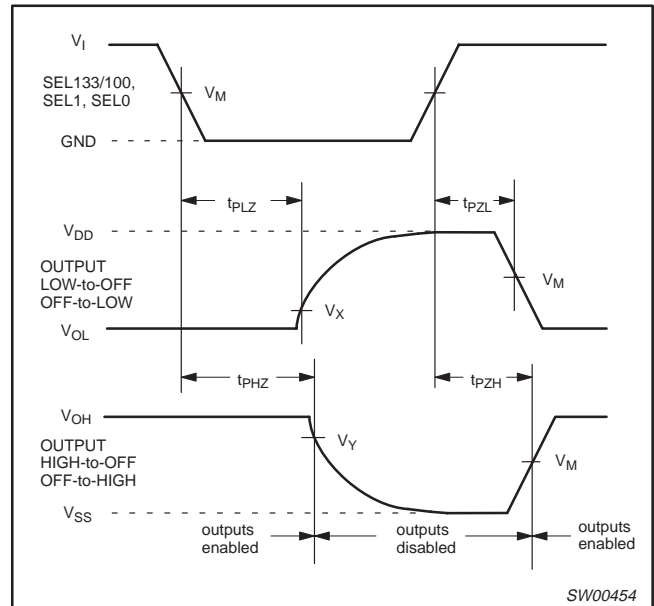 VI
SEL133/100,
SEL1, SEL0
VM
GND
tPLZ
tPZL
VDD
OUTPUT
LOW-to-OFF
OFF-to-LOW
VM
VX
VOL
tPHZ
tPZH
VOH
OUTPUT
HIGH-to-OFF
OFF-to-HIGH
VY
VM
VSS
outputs
enabled
outputs
disabled
outputs
enabled
SW00454